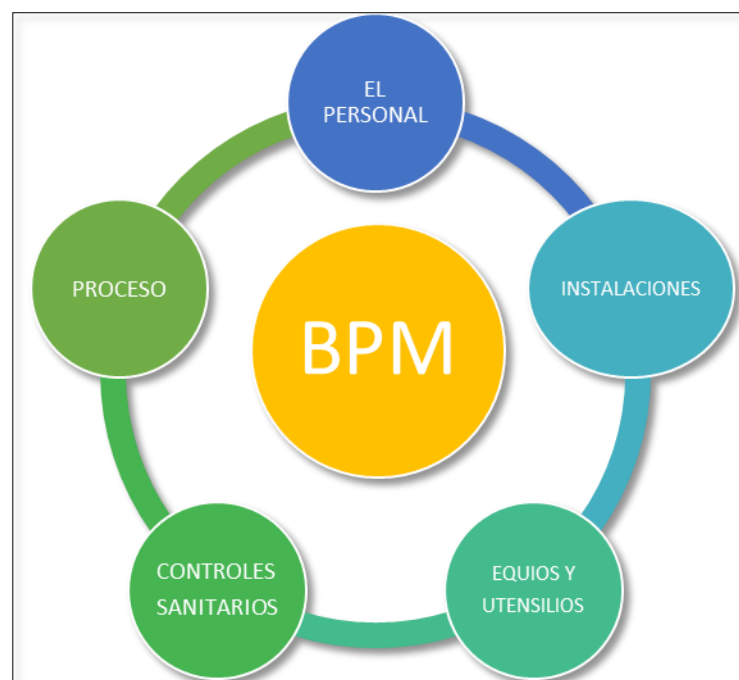 EL
PERSONAL
INSTALACIONES
EQUIOS Y
UTENSILIOS
CONTROLES
SANITARIOS
PROCESO
BPM